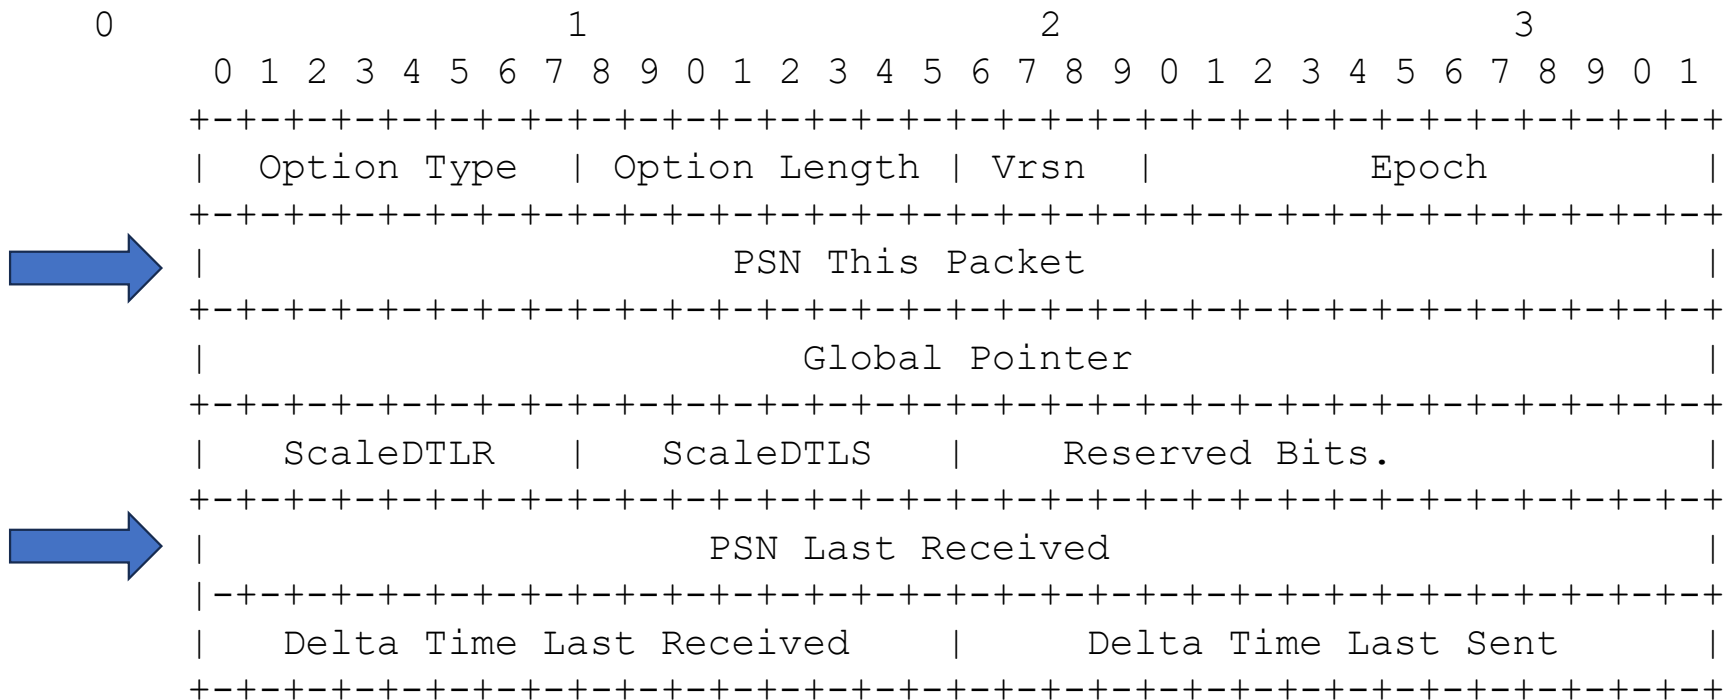 0 1 2 3
0 1 2 3 4 5 6 7 8 9 0 1 2 3 4 5 6 7 8 9 0 1 2 3 4 5 6 7 8 9 0 1
+-+-+-+-+-+-+-+-+-+-+-+-+-+-+-+-+-+-+-+-+-+-+-+-+-+-+-+-+-+-+-+-+
| Option Type | Option Length | Vrsn | Epoch |
+-+-+-+-+-+-+-+-+-+-+-+-+-+-+-+-+-+-+-+-+-+-+-+-+-+-+-+-+-+-+-+-+
| PSN This Packet |
+-+-+-+-+-+-+-+-+-+-+-+-+-+-+-+-+-+-+-+-+-+-+-+-+-+-+-+-+-+-+-+-+
| Global Pointer |
+-+-+-+-+-+-+-+-+-+-+-+-+-+-+-+-+-+-+-+-+-+-+-+-+-+-+-+-+-+-+-+-+
| ScaleDTLR | ScaleDTLS | Reserved Bits. |
+-+-+-+-+-+-+-+-+-+-+-+-+-+-+-+-+-+-+-+-+-+-+-+-+-+-+-+-+-+-+-+-+
| PSN Last Received |
|-+-+-+-+-+-+-+-+-+-+-+-+-+-+-+-+-+-+-+-+-+-+-+-+-+-+-+-+-+-+-+-+
| Delta Time Last Received | Delta Time Last Sent |
+-+-+-+-+-+-+-+-+-+-+-+-+-+-+-+-+-+-+-+-+-+-+-+-+-+-+-+-+-+-+-+-+